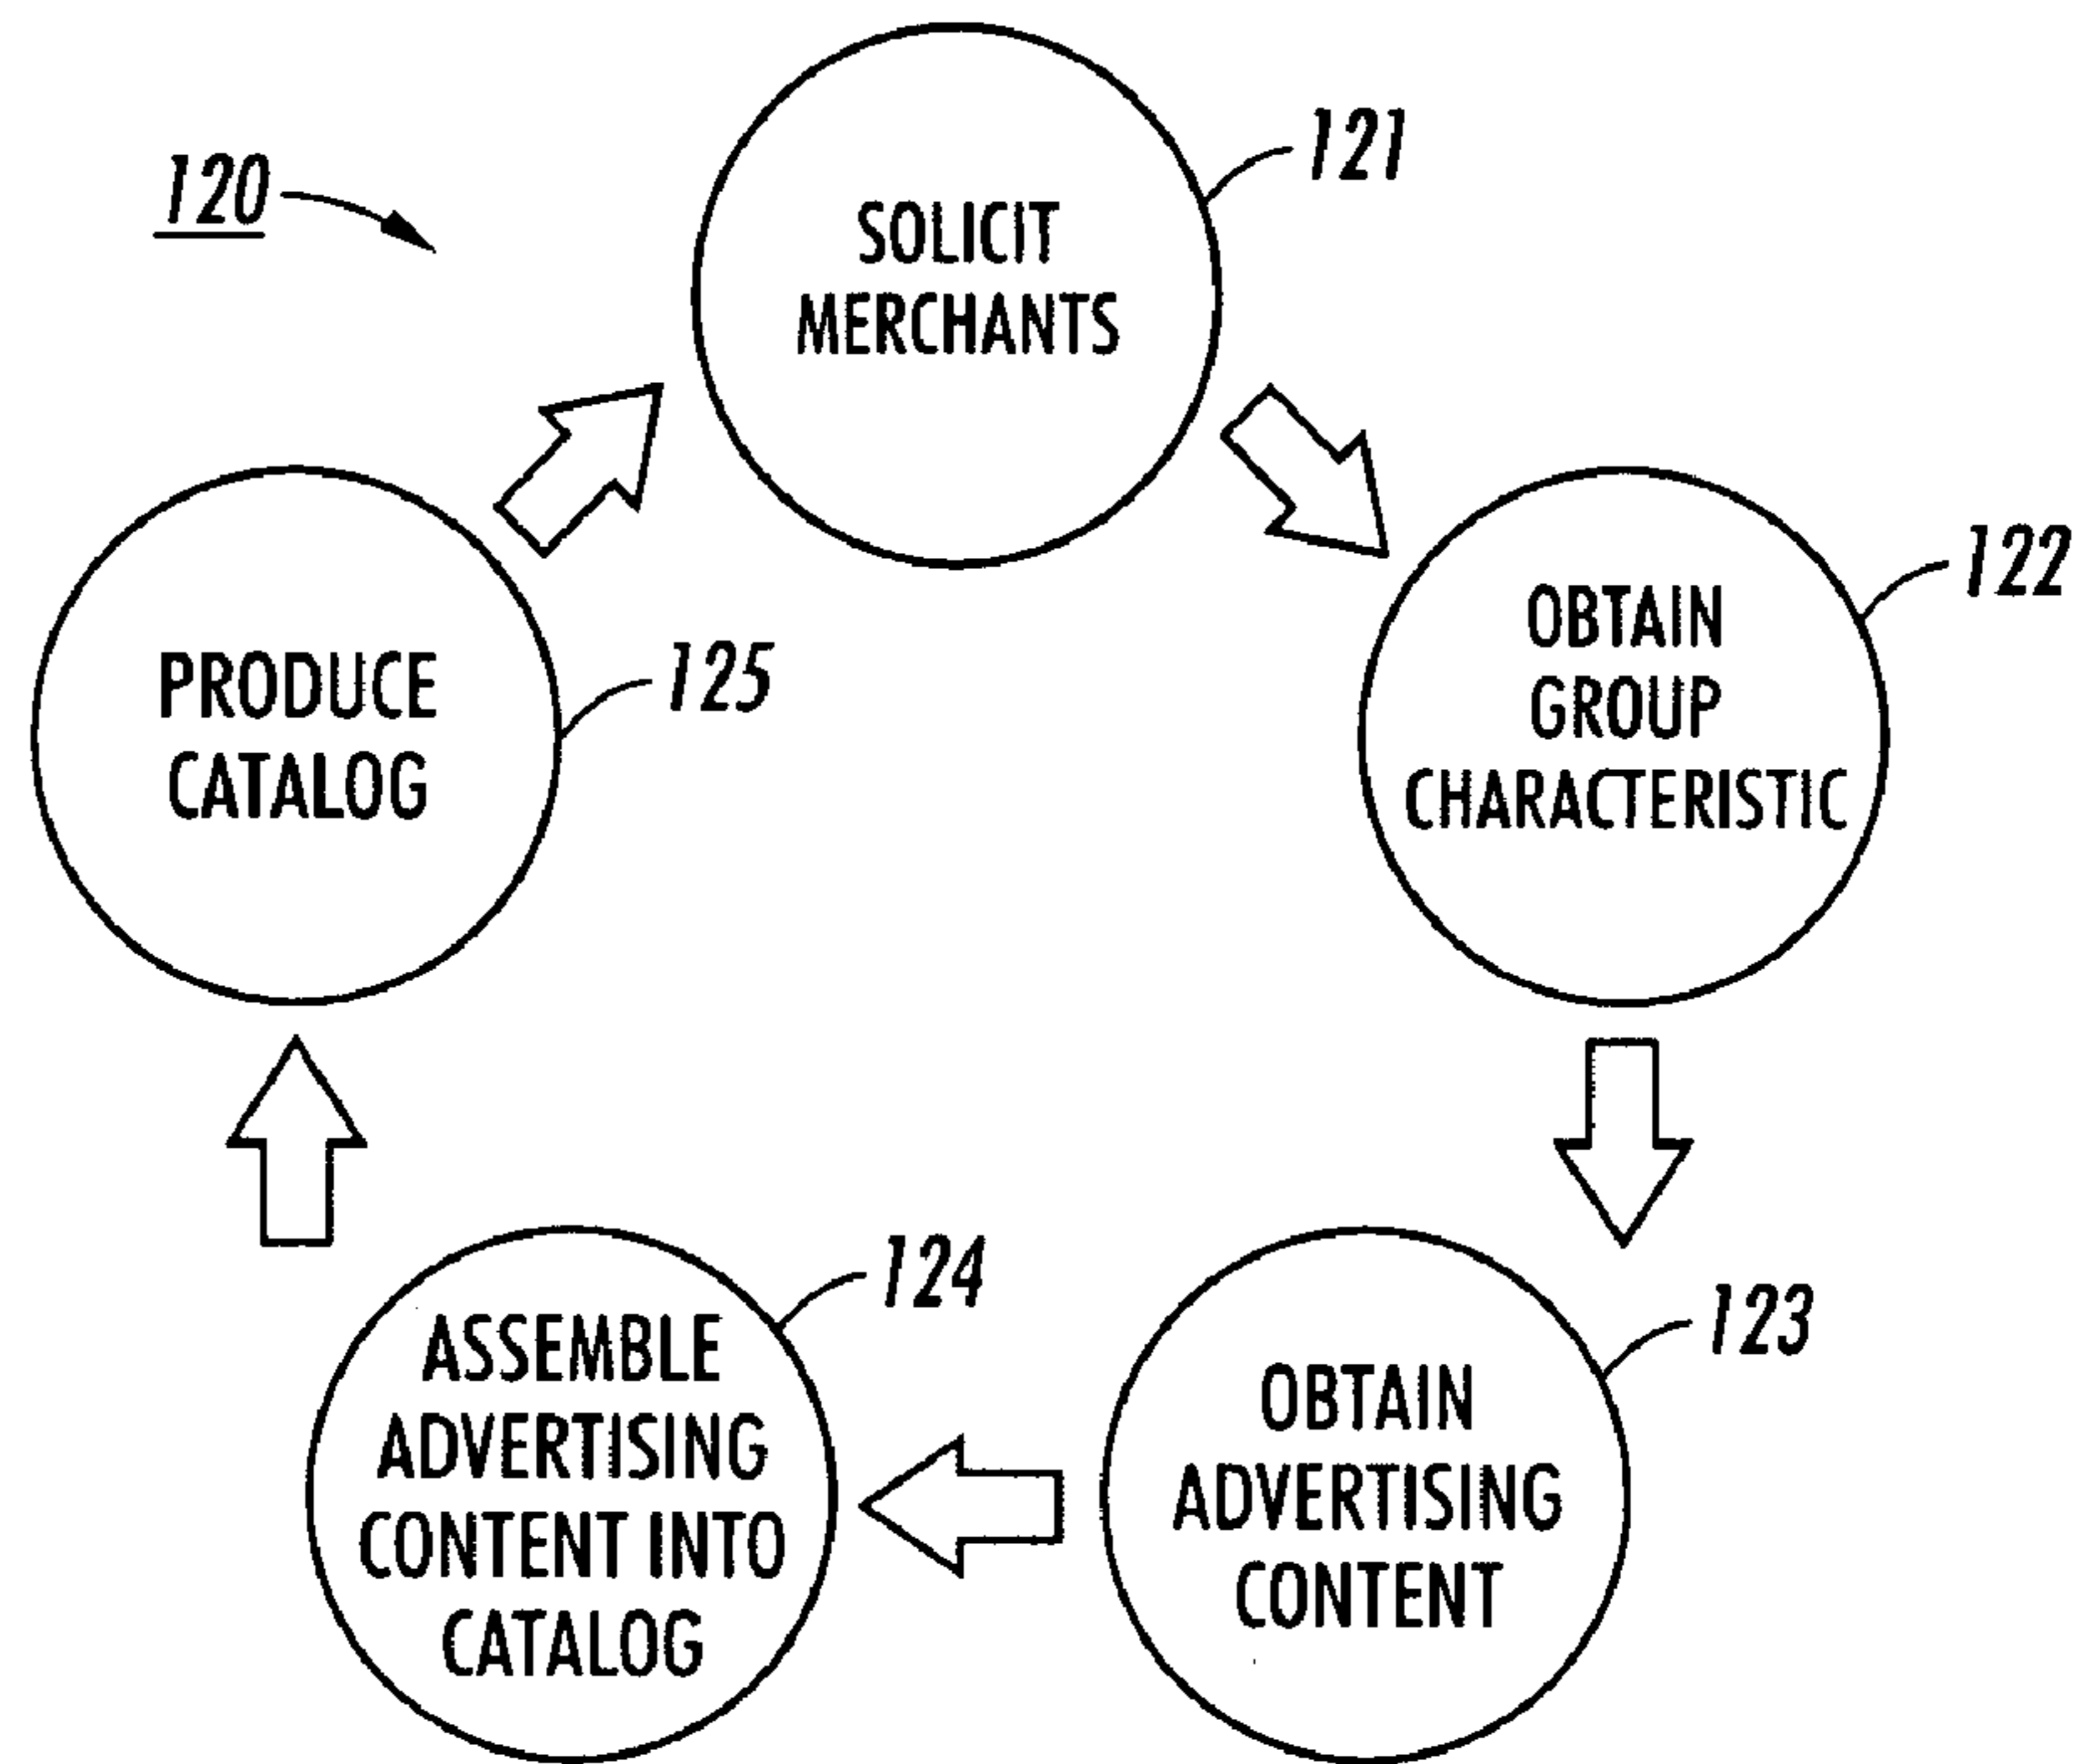 120
121
SOLICIT
MERCHANTS
122
OBTAIN
GROUP
CHARACTERISTIC
125
PRODUCE
CATALOG
124
ASSEMBLE
ADVERTISING
CONTENT INTO
CATALOG
123
OBTAIN
ADVERTISING
CONTENT